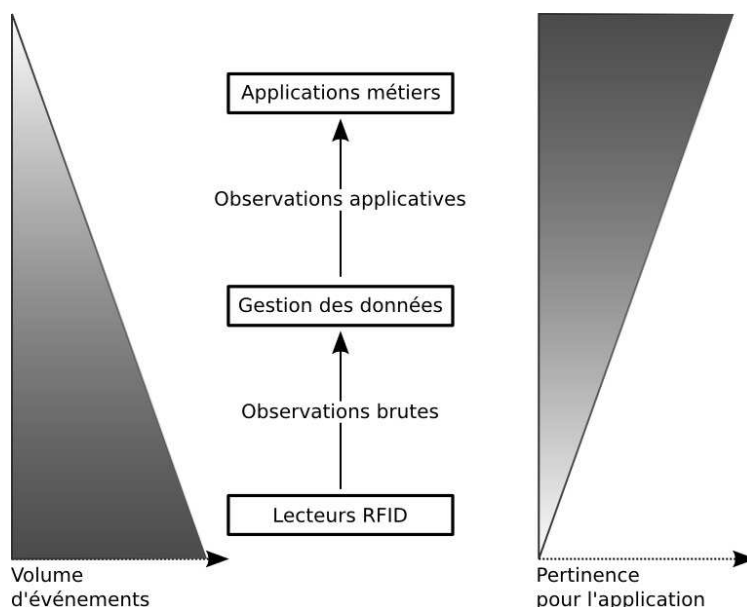 Applications métiers
Observations applicatives
Gestion des données
Observations brutes
Lecteurs RFID
Volume
d'événements
Pertinence
pour l'application